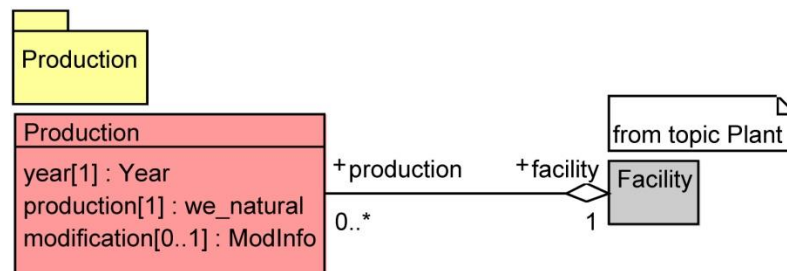 Production
Production
year[1] : Year
production[1] : we_natural
modification[0..1] : ModInfo
+production
0..*
+facility
1
from topic Plant
Facility